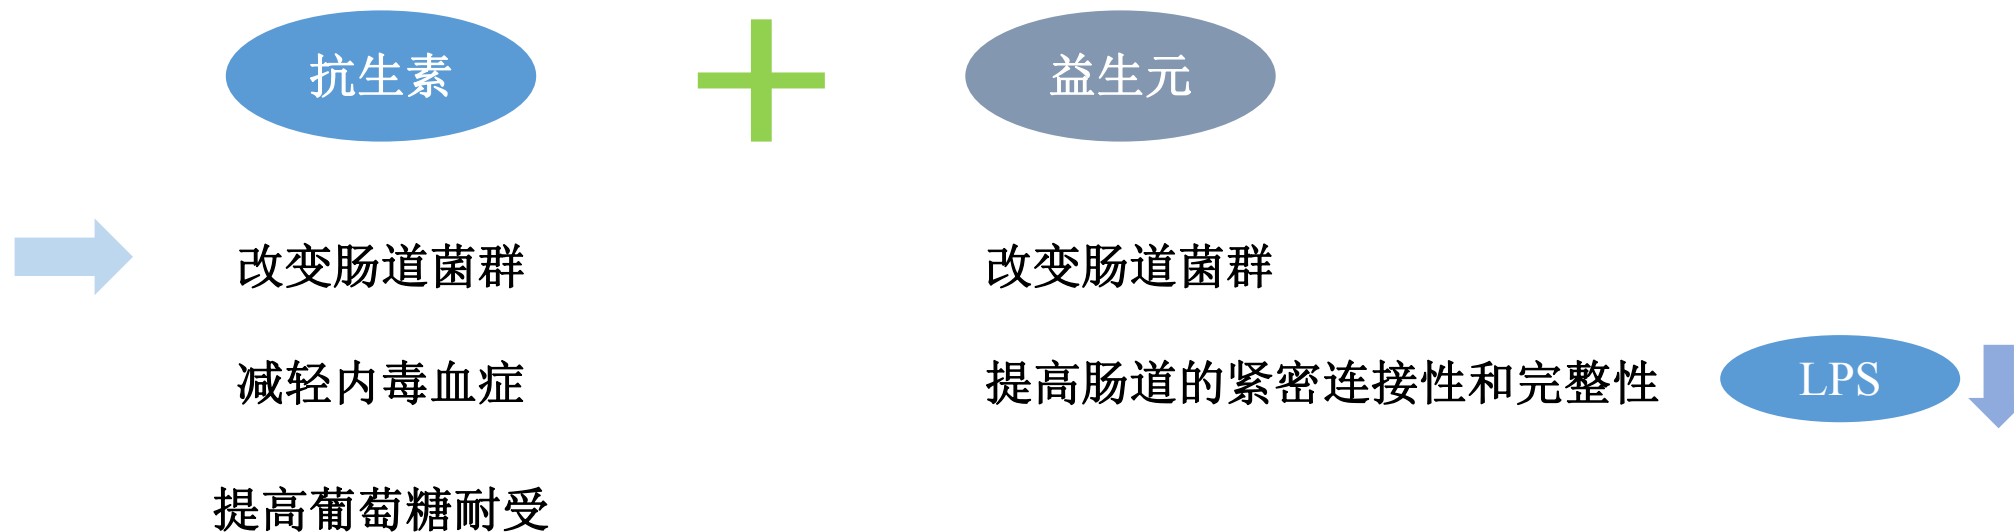 抗生素
益生元
改变肠道菌群
改变肠道菌群
减轻内毒血症
提高肠道的紧密连接性和完整性
LPS
提高葡萄糖耐受